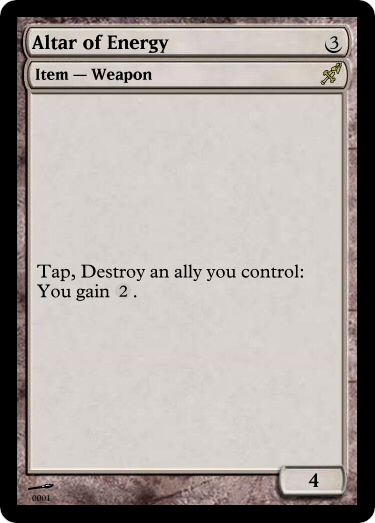 Altar of Energy 3
Item — Weapon
Tap, Destroy an ally you control:
You gain 2 .
4
0001